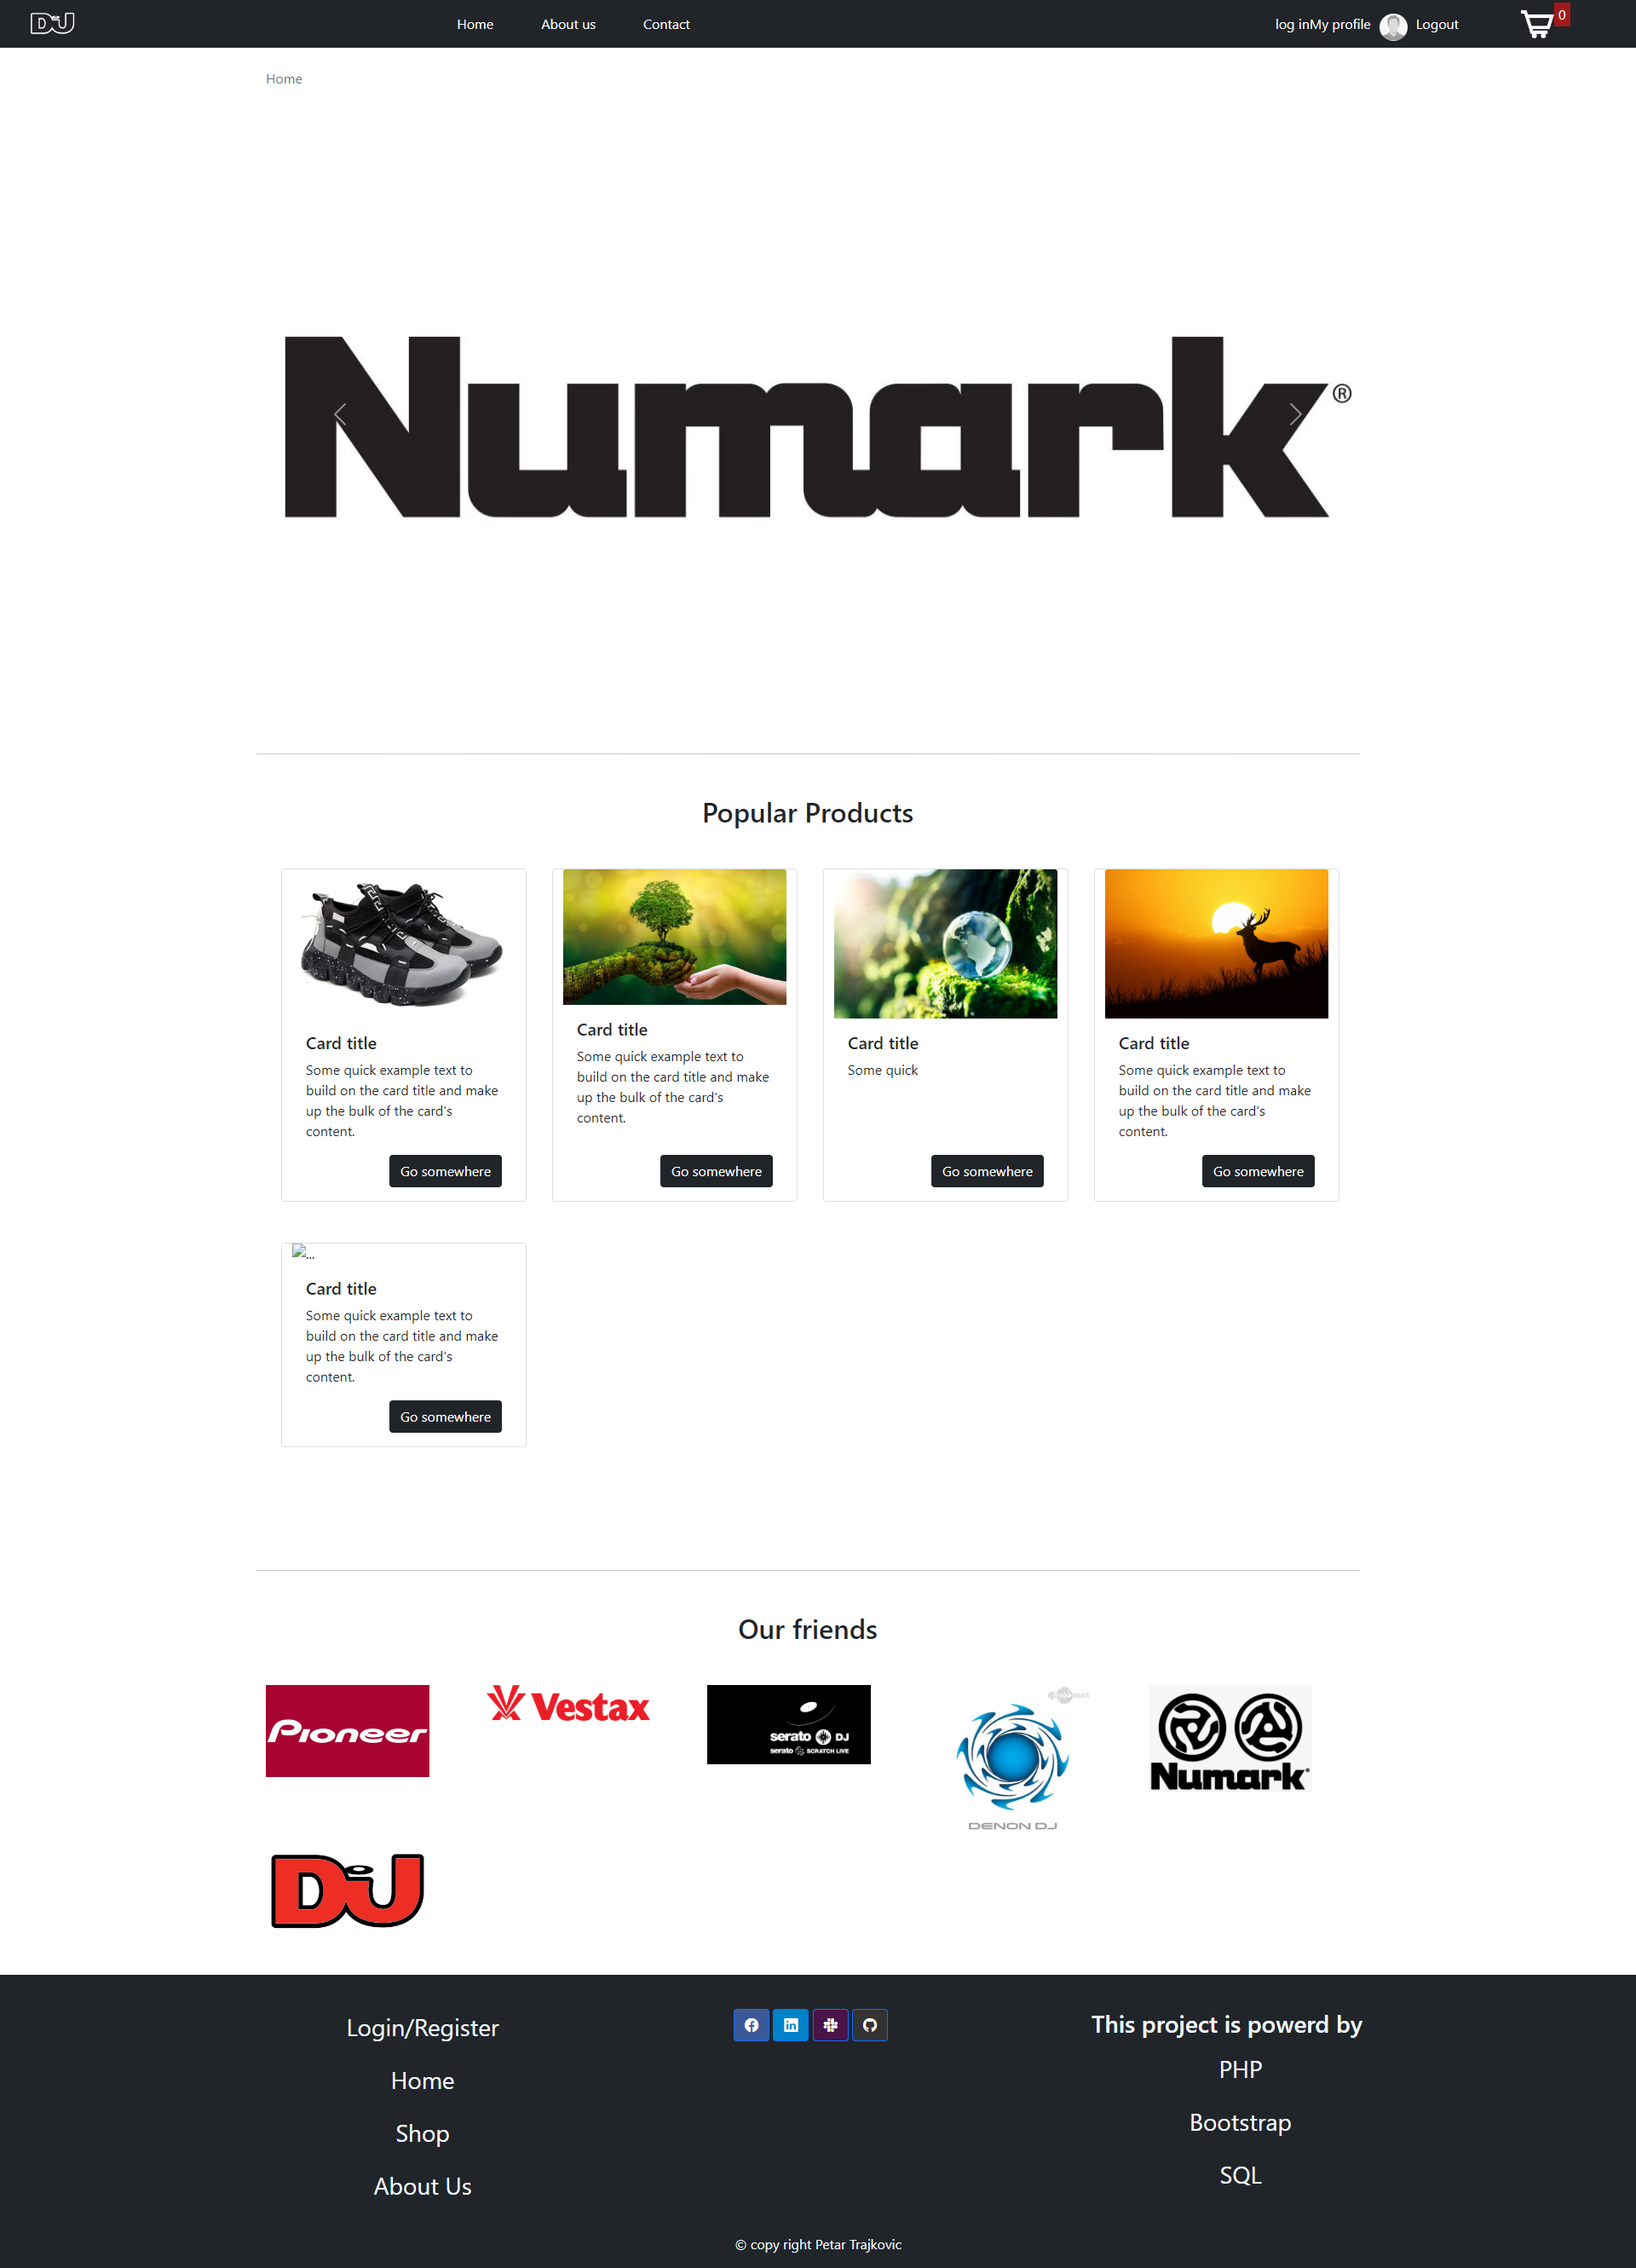 DJ
Home
About us
Contact
log inMy profile
Logout
0
Home
Numark®
Popular Products
Card title
Some quick example text to
build on the card title and make
up the bulk of the card's
content.
Go somewhere
Card title
Some quick example text to
build on the card title and make
up the bulk of the card's
content.
Go somewhere
Card title
Some quick
Go somewhere
Card title
Some quick example text to
build on the card title and make
up the bulk of the card's
content.
Go somewhere
...
Card title
Some quick example text to
build on the card title and make
up the bulk of the card's
content.
Go somewhere
Our friends
Pioneer
Vestax
serato DJ
serato SCRATCH LIVE
DENON DJ
Numark
DJ
Login/Register
Home
Shop
About Us
This project is powerd by
PHP
Bootstrap
SQL
© copy right Petar Trajkovic